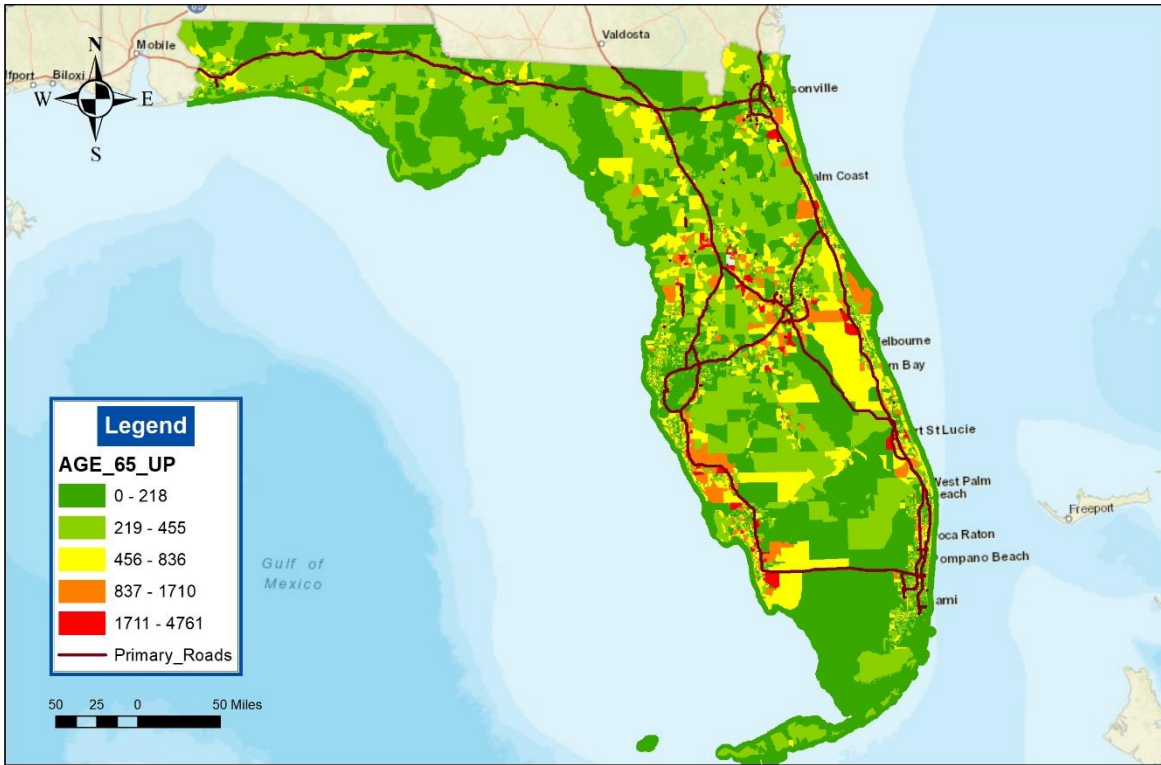 65
Valdosta
Mobile
lfport
Biloxi
N
W E
S
sonville
alm Coast
elbourne
m Bay
rt St Lucie
West Palm
each
oca Raton
ompano Beach
ami
Freeport
Gulf of
Mexico
Legend
AGE_65_UP
0 - 218
219 - 455
456 - 836
837 - 1710
1711 - 4761
Primary_Roads
50 25 0 50 Miles